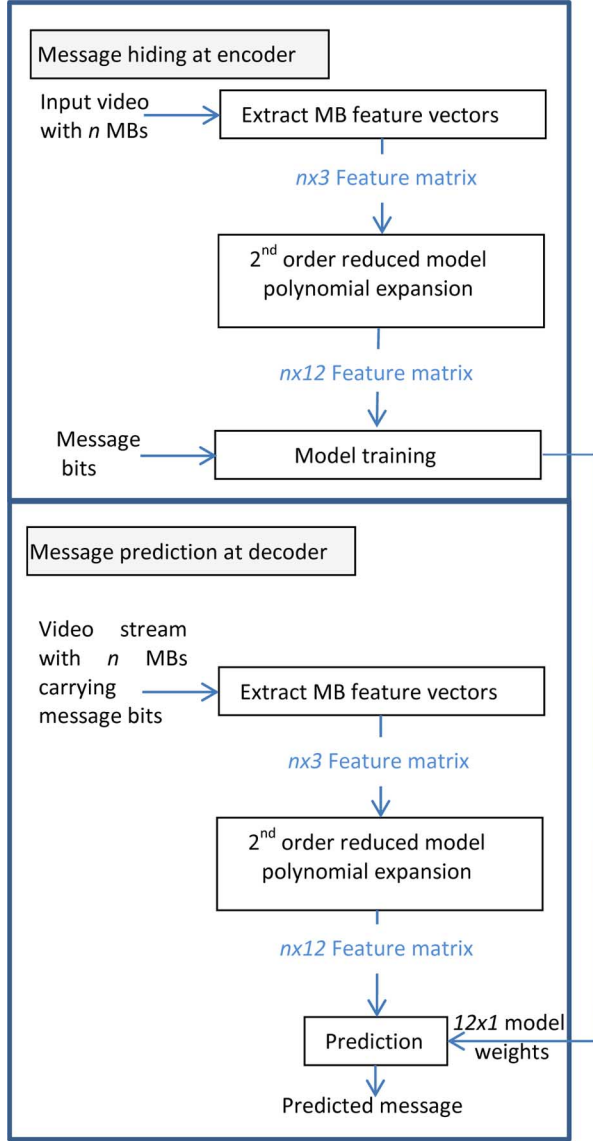 Message hiding at encoder
Input video
with n MBs
Extract MB feature vectors
nx3 Feature matrix
2nd order reduced model
polynomial expansion
nx12 Feature matrix
Message
bits
Model training
Message prediction at decoder
Video stream
with n MBs
carrying
message bits
Extract MB feature vectors
nx3 Feature matrix
2nd order reduced model
polynomial expansion
nx12 Feature matrix
Prediction
12x1 model
weights
Predicted message